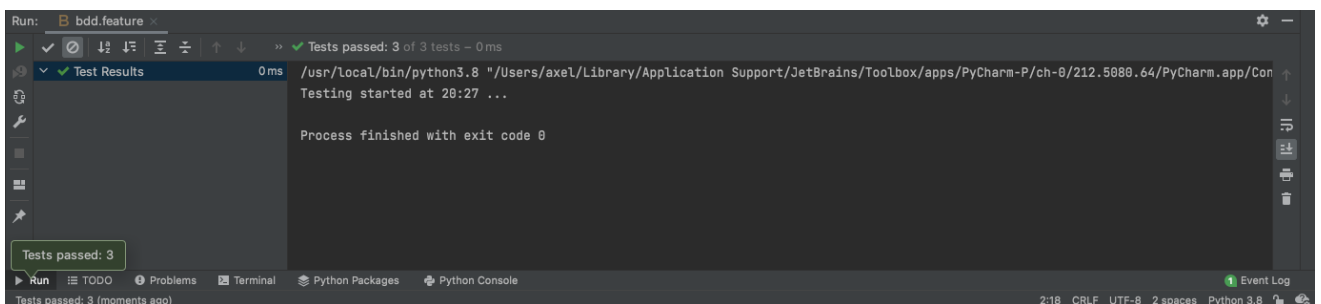 Run: bdd.feature
Tests passed: 3 of 3 tests – 0 ms
Test Results 0 ms
/usr/local/bin/python3.8 "/Users/axel/Library/Application Support/JetBrains/Toolbox/apps/PyCharm-P/ch-0/212.5080.64/PyCharm.app/Con
Testing started at 20:27 ...
Process finished with exit code 0
Tests passed: 3
Run TODO Problems Terminal Python Packages Python Console 1 Event Log
Tests passed: 3 (moments ago) 2:18 CRLF UTF-8 2 spaces Python 3.8